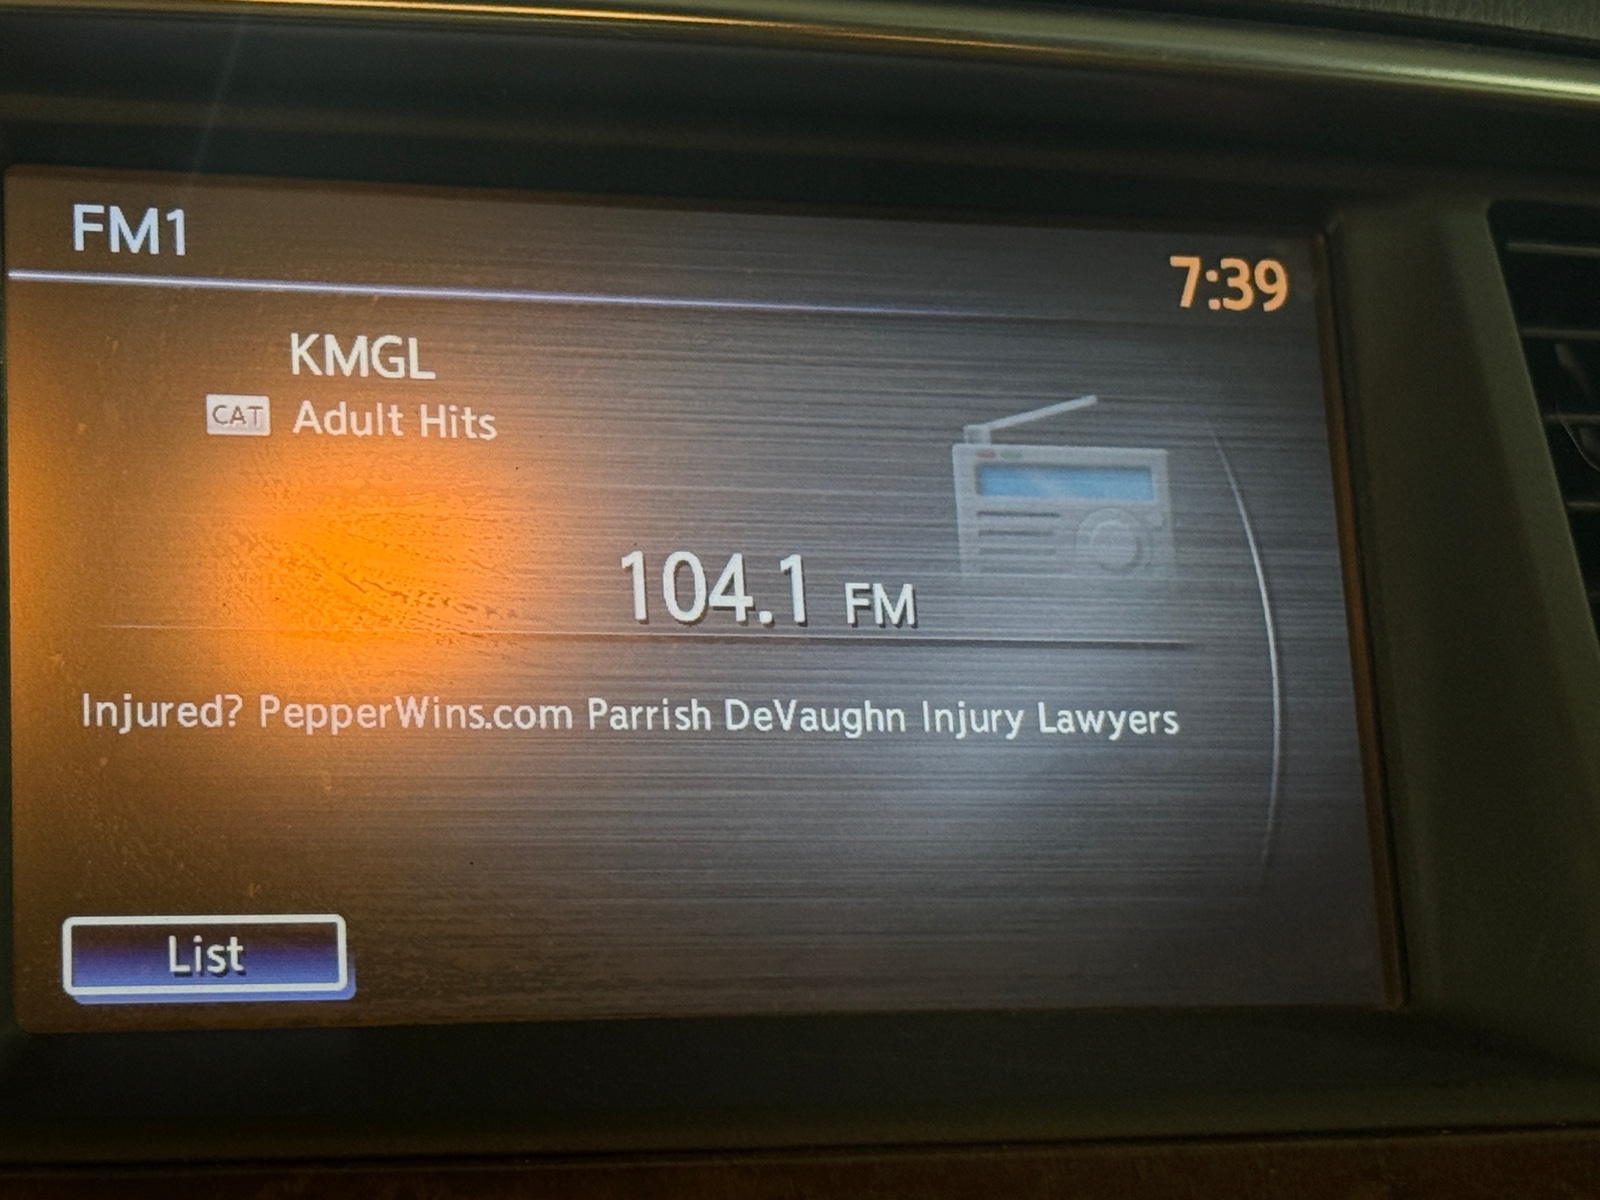 FM1
7:39
KMGL
CAT Adult Hits
104.1 FM
Injured? PepperWins.com Parrish DeVaughn Injury Lawyers
List